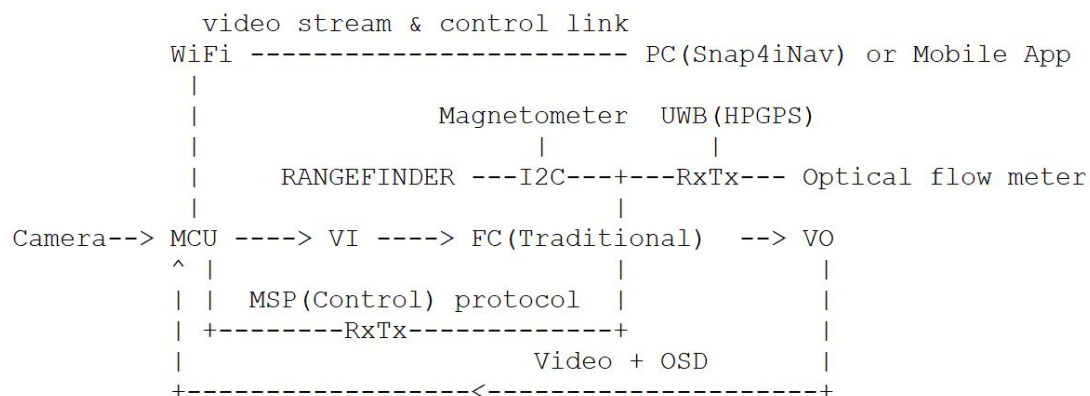 video stream & control link
WiFi ------------------------ PC(Snap4iNav) or Mobile App
|
| Magnetometer UWB(HPGPS)
| | |
| RANGEFINDER ---I2C---+---RxTx--- Optical flow meter
| |
Camera--> MCU ----> VI ----> FC(Traditional) --> VO
^ | | |
| | MSP(Control) protocol | |
| +--------RxTx-------------+ |
| Video + OSD |
+------------------<----------------------+